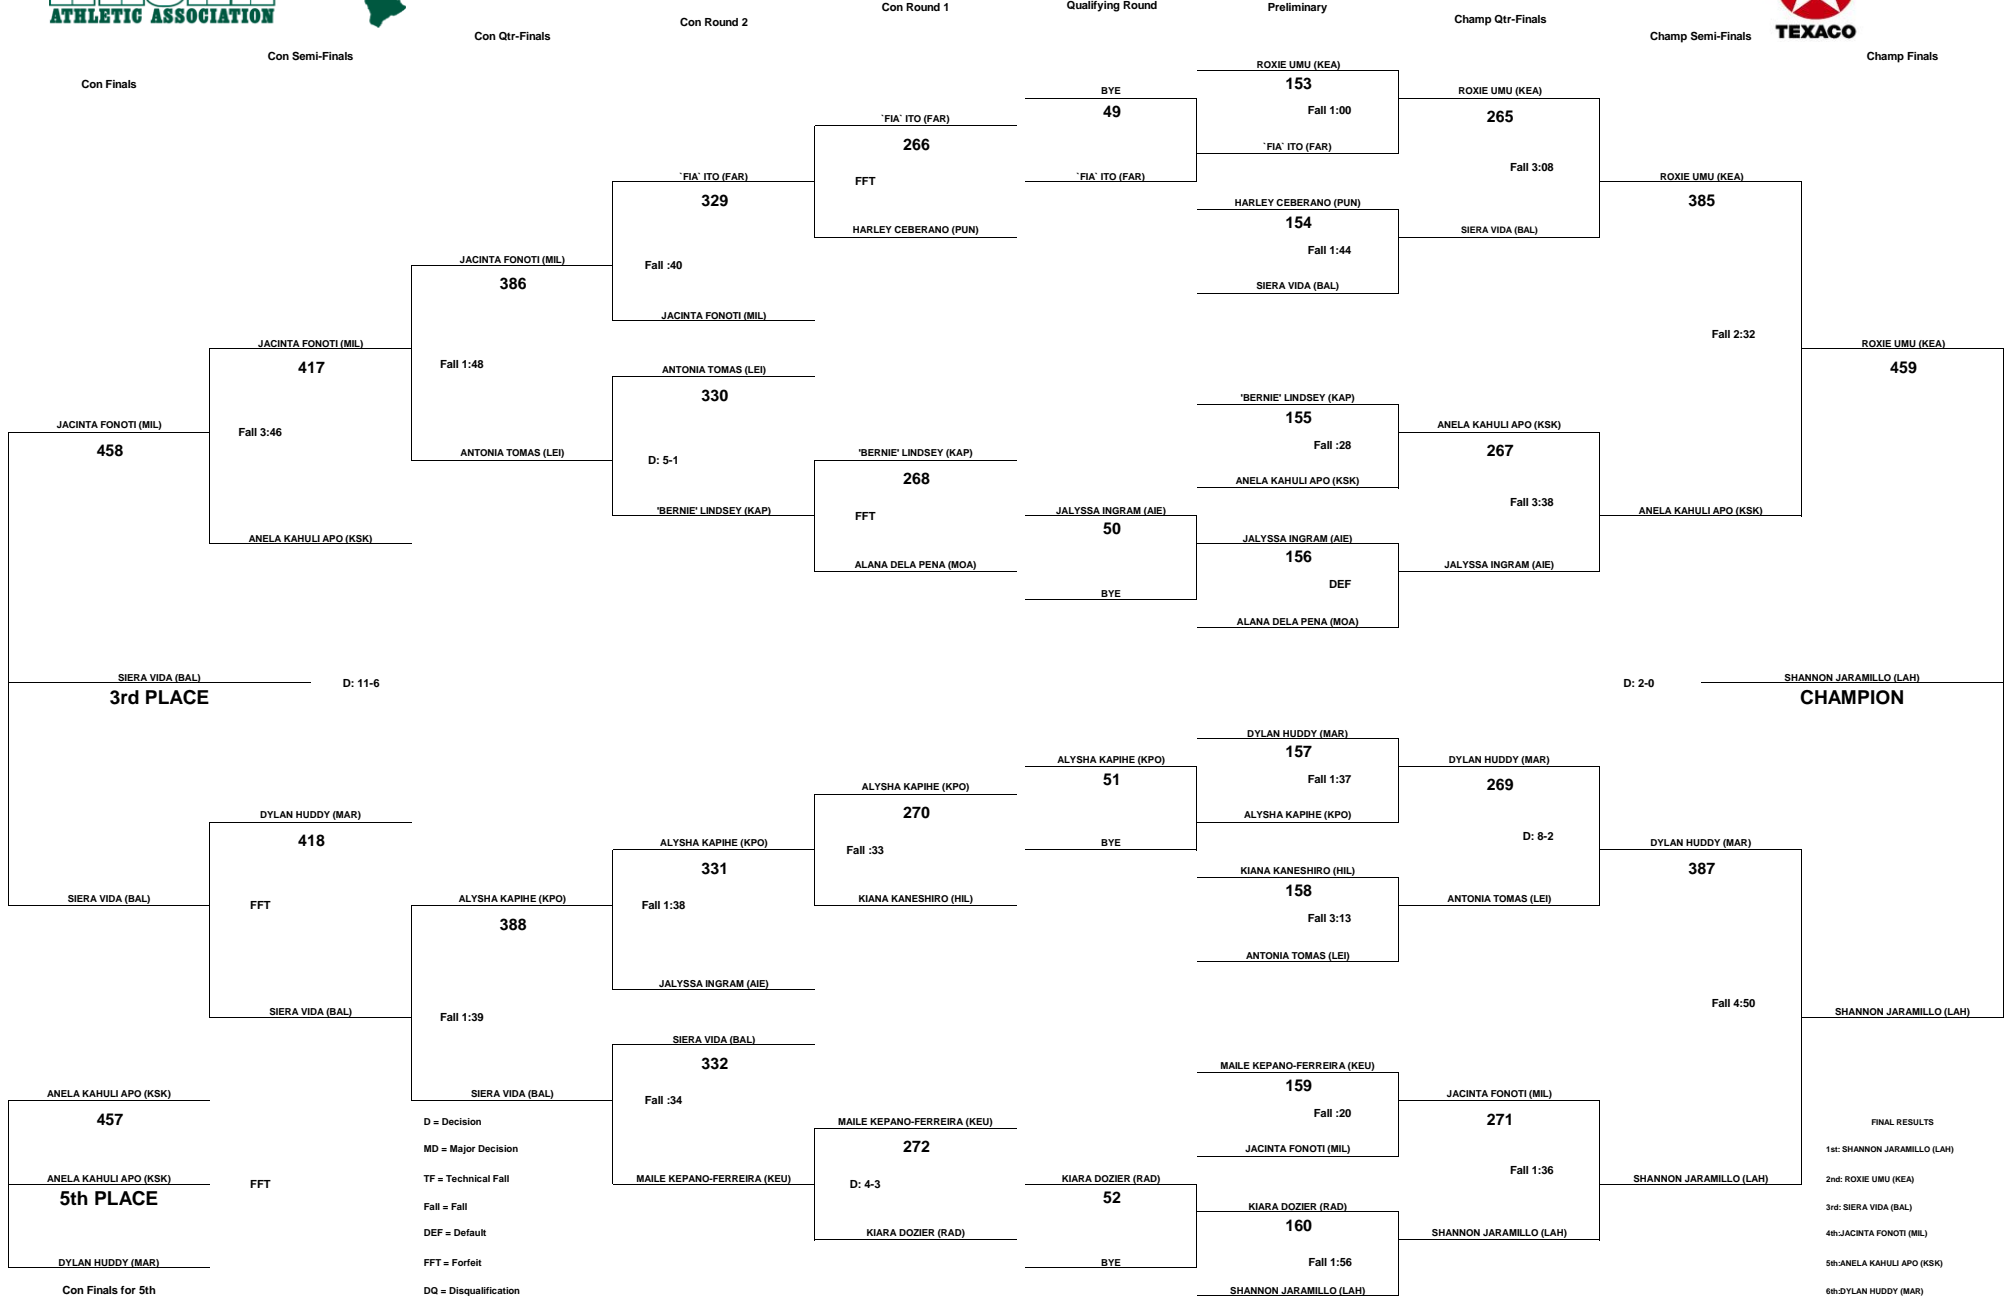 ATHLETIC ASSOCIATION
TEXACO
Con Finals
Con Semi-Finals
Con Qtr-Finals
Con Round 2
Con Round 1
Qualifying Round
Preliminary
Champ Qtr-Finals
Champ Semi-Finals
Champ Finals
ROXIE UMU (KEA)
153
Fall 1:00
`FIA` ITO (FAR)
HARLEY CEBERANO (PUN)
154
Fall 1:44
SIERA VIDA (BAL)
'BERNIE' LINDSEY (KAP)
155
Fall :28
ANELA KAHULI APO (KSK)
JALYSSA INGRAM (AIE)
156
DEF
ALANA DELA PENA (MOA)
DYLAN HUDDY (MAR)
157
Fall 1:37
ALYSHA KAPIHE (KPO)
KIANA KANESHIRO (HIL)
158
Fall 3:13
ANTONIA TOMAS (LEI)
MAILE KEPANO-FERREIRA (KEU)
159
Fall :20
JACINTA FONOTI (MIL)
KIARA DOZIER (RAD)
160
Fall 1:56
SHANNON JARAMILLO (LAH)
BYE
49
`FIA` ITO (FAR)
JALYSSA INGRAM (AIE)
50
BYE
ALYSHA KAPIHE (KPO)
51
BYE
KIARA DOZIER (RAD)
52
BYE
ROXIE UMU (KEA)
265
Fall 3:08
SIERA VIDA (BAL)
ANELA KAHULI APO (KSK)
267
Fall 3:38
JALYSSA INGRAM (AIE)
DYLAN HUDDY (MAR)
269
D: 8-2
ANTONIA TOMAS (LEI)
JACINTA FONOTI (MIL)
271
Fall 1:36
SHANNON JARAMILLO (LAH)
ROXIE UMU (KEA)
385
Fall 2:32
ANELA KAHULI APO (KSK)
DYLAN HUDDY (MAR)
387
Fall 4:50
SHANNON JARAMILLO (LAH)
ROXIE UMU (KEA)
459
D: 2-0
SHANNON JARAMILLO (LAH)
CHAMPION
SHANNON JARAMILLO (LAH)
`FIA` ITO (FAR)
266
FFT
HARLEY CEBERANO (PUN)
'BERNIE' LINDSEY (KAP)
268
FFT
ALANA DELA PENA (MOA)
ALYSHA KAPIHE (KPO)
270
Fall :33
KIANA KANESHIRO (HIL)
MAILE KEPANO-FERREIRA (KEU)
272
D: 4-3
KIARA DOZIER (RAD)
`FIA` ITO (FAR)
329
Fall :40
JACINTA FONOTI (MIL)
ANTONIA TOMAS (LEI)
330
D: 5-1
'BERNIE' LINDSEY (KAP)
ALYSHA KAPIHE (KPO)
331
Fall 1:38
JALYSSA INGRAM (AIE)
SIERA VIDA (BAL)
332
Fall :34
MAILE KEPANO-FERREIRA (KEU)
JACINTA FONOTI (MIL)
386
Fall 1:48
ANTONIA TOMAS (LEI)
ALYSHA KAPIHE (KPO)
388
Fall 1:39
SIERA VIDA (BAL)
JACINTA FONOTI (MIL)
417
Fall 3:46
ANELA KAHULI APO (KSK)
DYLAN HUDDY (MAR)
418
FFT
SIERA VIDA (BAL)
JACINTA FONOTI (MIL)
458
SIERA VIDA (BAL)
3rd PLACE
D: 11-6
SIERA VIDA (BAL)
ANELA KAHULI APO (KSK)
457
ANELA KAHULI APO (KSK)
5th PLACE
FFT
DYLAN HUDDY (MAR)
Con Finals for 5th
D = Decision
MD = Major Decision
TF = Technical Fall
Fall = Fall
DEF = Default
FFT = Forfeit
DQ = Disqualification
FINAL RESULTS
1st: SHANNON JARAMILLO (LAH)
2nd: ROXIE UMU (KEA)
3rd: SIERA VIDA (BAL)
4th:JACINTA FONOTI (MIL)
5th:ANELA KAHULI APO (KSK)
6th:DYLAN HUDDY (MAR)